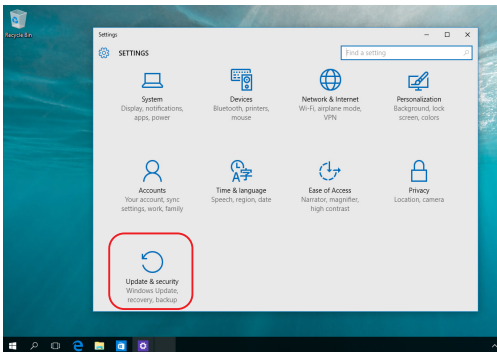 Recycle Bin
Settings
SETTINGS
Find a setting
System
Display, notifications,
apps, power
Devices
Bluetooth, printers,
mouse
Network & Internet
Wi-Fi, airplane mode,
VPN
Personalization
Background, lock
screen, colors
Accounts
Your account, sync
settings, work, family
Time & language
Speech, region, date
Ease of Access
Narrator, magnifier,
high contrast
Privacy
Location, camera
Update & security
Windows Update,
recovery, backup